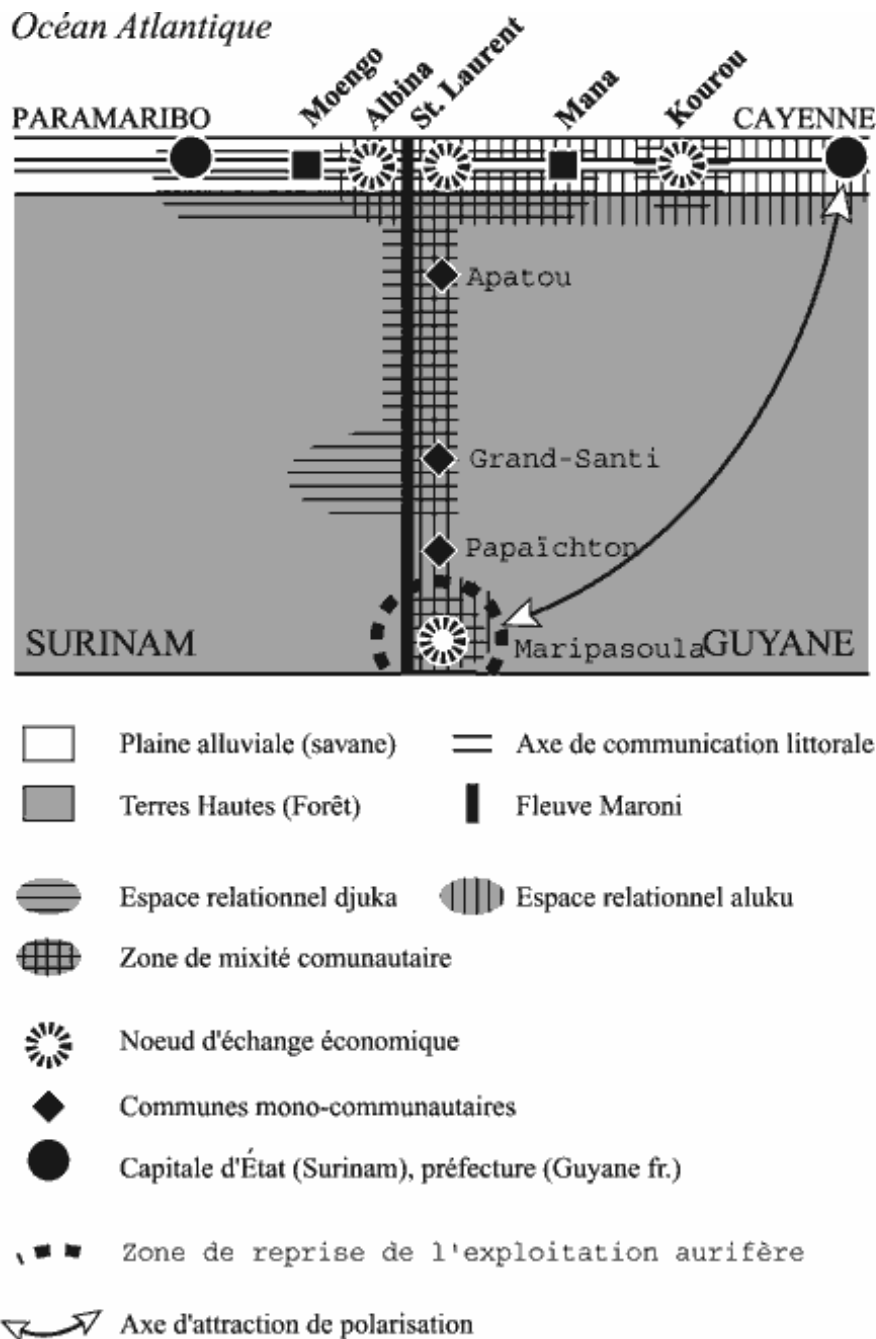 Océan Atlantique
Moengo
Albina
St. Laurent
Mana
Kourou
PARAMARIBO
CAYENNE
Apatou
Grand-Santi
Papaïchton
Maripasoula
SURINAM
GUYANE
Plaine alluviale (savane)
Axe de communication littorale
Terres Hautes (Forêt)
Fleuve Maroni
Espace relationnel djuka
Espace relationnel aluku
Zone de mixité comunautaire
Noeud d'échange économique
Communes mono-communautaires
Capitale d'État (Surinam), préfecture (Guyane fr.)
Zone de reprise de l'exploitation aurifère
Axe d'attraction de polarisation